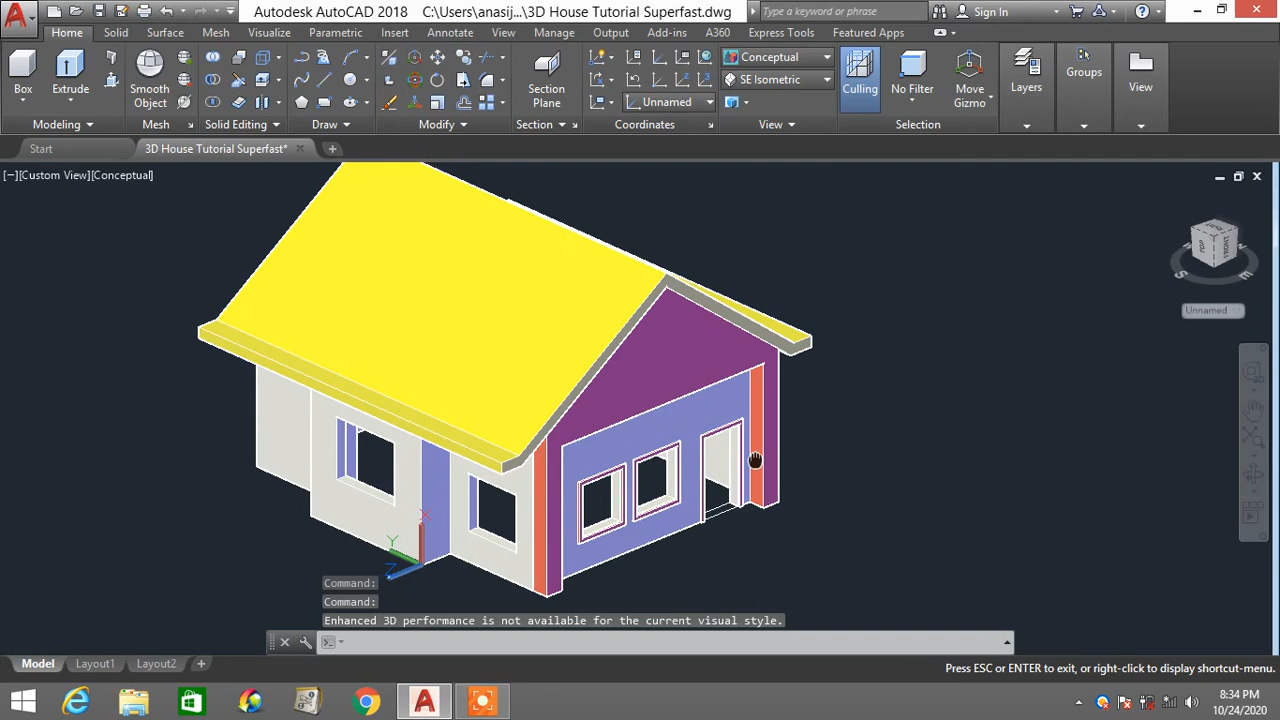 Autodesk AutoCAD 2018 C:\Users\anasij...\3D House Tutorial Superfast.dwg Type a keyword or phrase Sign In
Home Solid Surface Mesh Visualize Parametric Insert Annotate View Manage Output Add-ins A360 Express Tools Featured Apps
Box Extrude Smooth Object Section Plane Unnamed Conceptual SE Isometric Culling No Filter Move Gizmo Layers Groups View
Modeling Mesh Solid Editing Draw Modify Section Coordinates View Selection
Start 3D House Tutorial Superfast*
[−][Custom View][Conceptual]
TOP FRONT
S
Unnamed
X
Y
Z
Command:
Command:
Enhanced 3D performance is not available for the current visual style.
Model Layout1 Layout2 Press ESC or ENTER to exit, or right-click to display shortcut-menu.
8:34 PM
10/24/2020